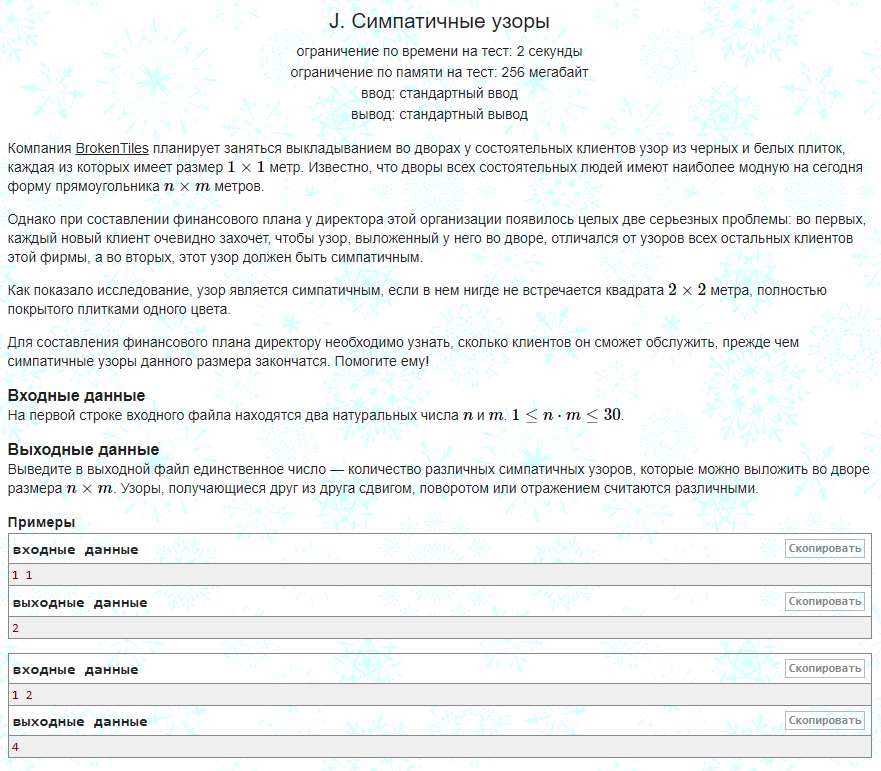 J. Симпатичные узоры
ограничение по времени на тест: 2 секунды
ограничение по памяти на тест: 256 мегабайт
ввод: стандартный ввод
вывод: стандартный вывод
Компания BrokenTiles планирует заняться выкладыванием во дворах у состоятельных клиентов узор из черных и белых плиток,
каждая из которых имеет размер 1 × 1 метр. Известно, что дворы всех состоятельных людей имеют наиболее модную на сегодня
форму прямоугольника n × m метров.
Однако при составлении финансового плана у директора этой организации появилось целых две серьезных проблемы: во первых,
каждый новый клиент очевидно захочет, чтобы узор, выложенный у него во дворе, отличался от узоров всех остальных клиентов
этой фирмы, а во вторых, этот узор должен быть симпатичным.
Как показало исследование, узор является симпатичным, если в нем нигде не встречается квадрата 2 × 2 метра, полностью
покрытого плитками одного цвета.
Для составления финансового плана директору необходимо узнать, сколько клиентов он сможет обслужить, прежде чем
симпатичные узоры данного размера закончатся. Помогите ему!
Входные данные
На первой строке входного файла находятся два натуральных числа n и m. 1 ≤ n · m ≤ 30.
Выходные данные
Выведите в выходной файл единственное число — количество различных симпатичных узоров, которые можно выложить во дворе
размера n × m. Узоры, получающиеся друг из друга сдвигом, поворотом или отражением считаются различными.
Примеры
входные данные Скопировать
1 1
выходные данные Скопировать
2
входные данные Скопировать
1 2
выходные данные Скопировать
4